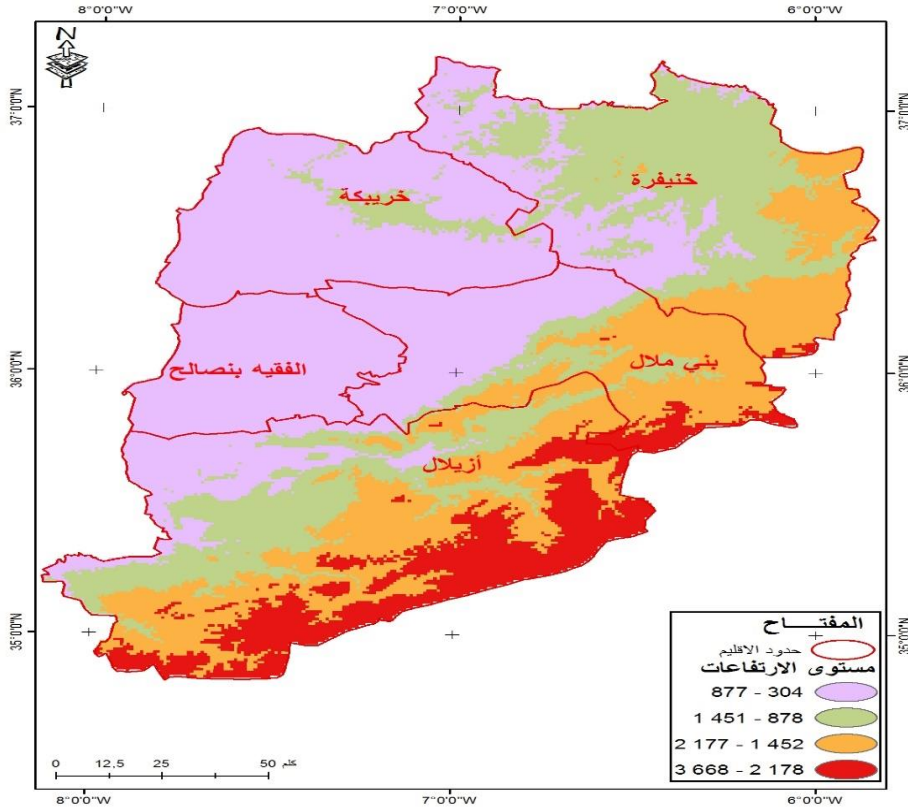 8°0'0"W 7°0'0"W 6°0'0"W
N
37°0'0"N 37°0'0"N
خنيفرة
خريبكة
36°0'0"N 36°0'0"N
بني ملال
الفقيه بنصالح
أزيلال
35°0'0"N 35°0'0"N
المفتـــاح
حدود الاقليم
مستوى الارتفاعات
877 - 304
1 451 - 878
2 177 - 1 452
3 668 - 2 178
0 12,5 25 50 كلم
8°0'0"W 7°0'0"W 6°0'0"W